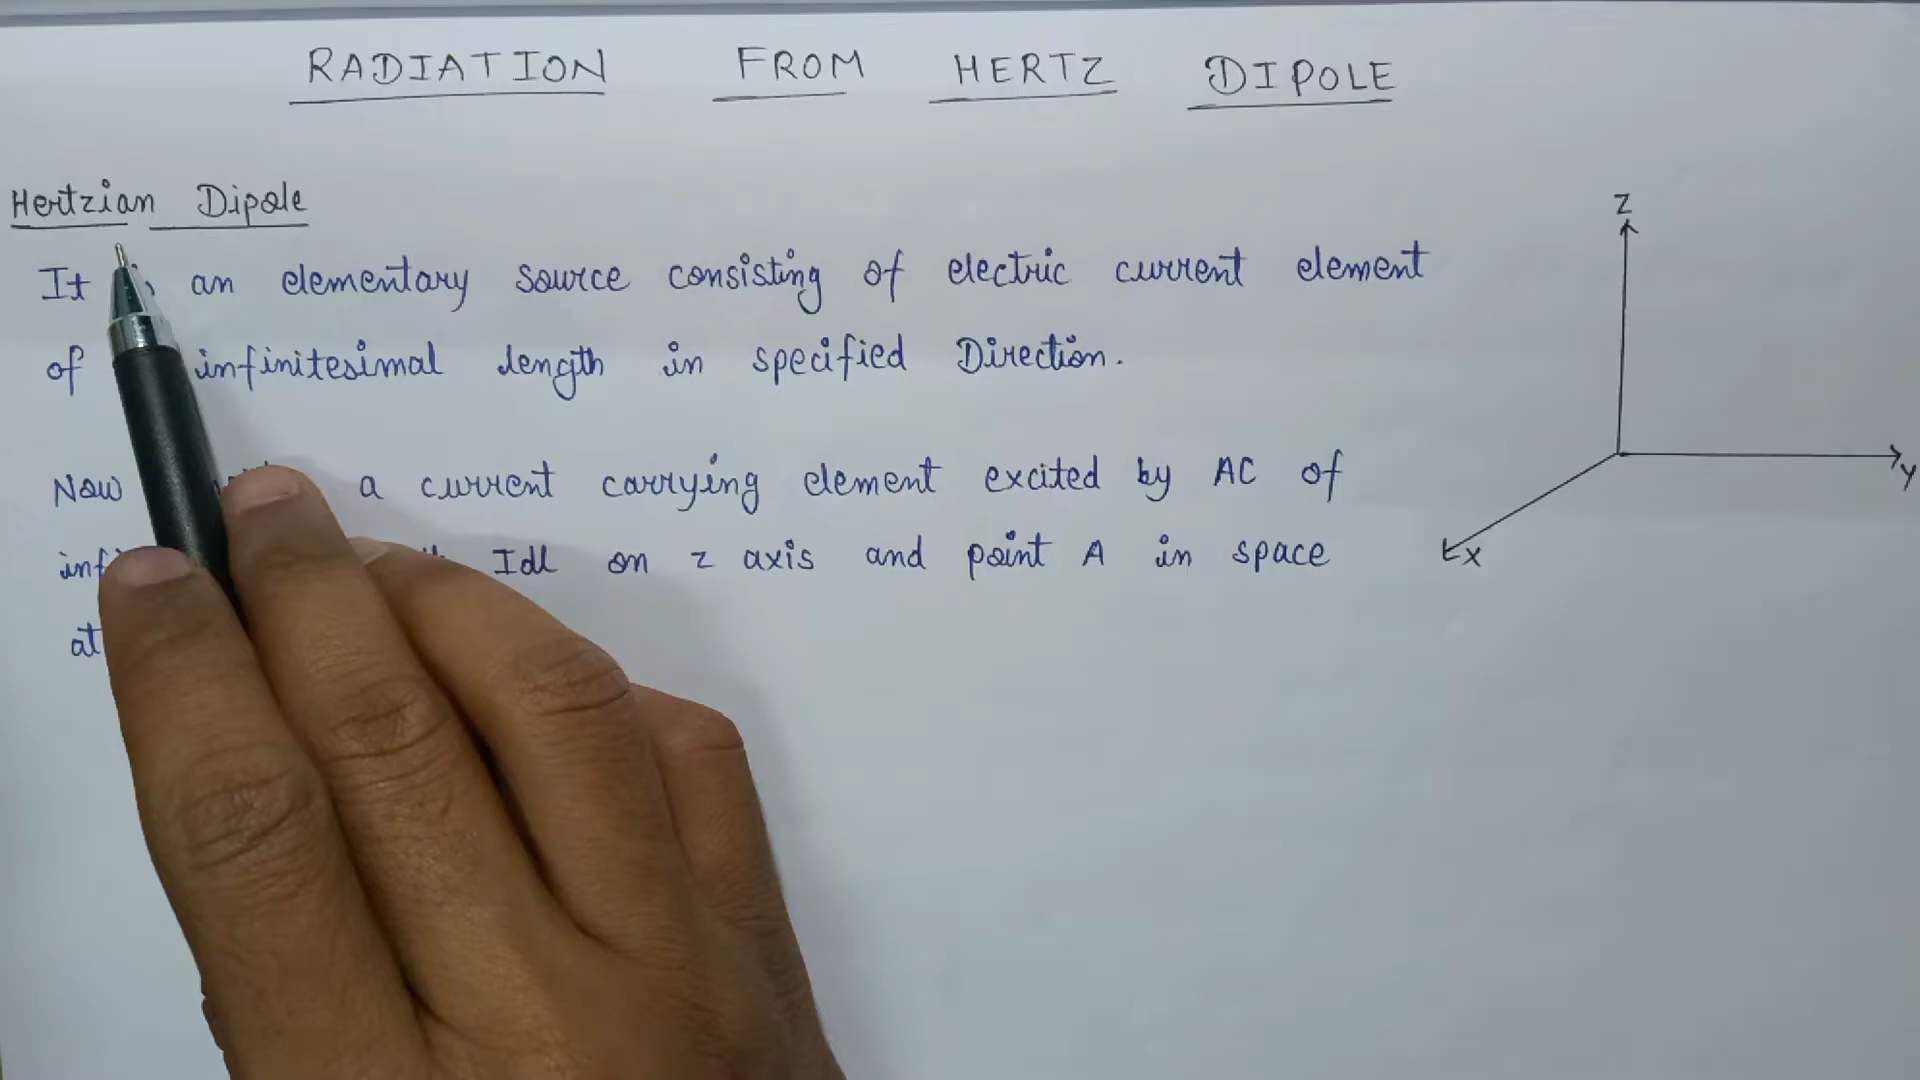 RADIATION FROM HERTZ DIPOLE
Hertzian Dipole
It is an elementary source consisting of electric current element
of infinitesimal length in specified Direction.
Now a current carrying element excited by AC of
Idl on z axis and point A in space
at
Z
Y
X